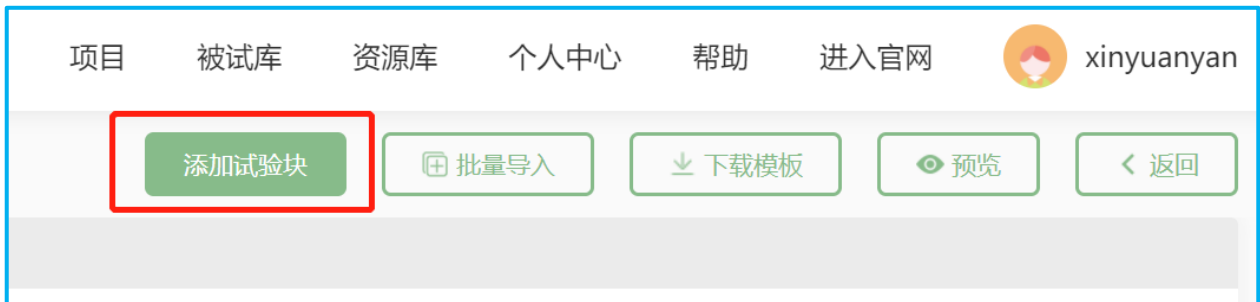 项目 被试库 资源库 个人中心 帮助 进入官网 xinyuanyan
添加试验块 批量导入 下载模板 预览 返回